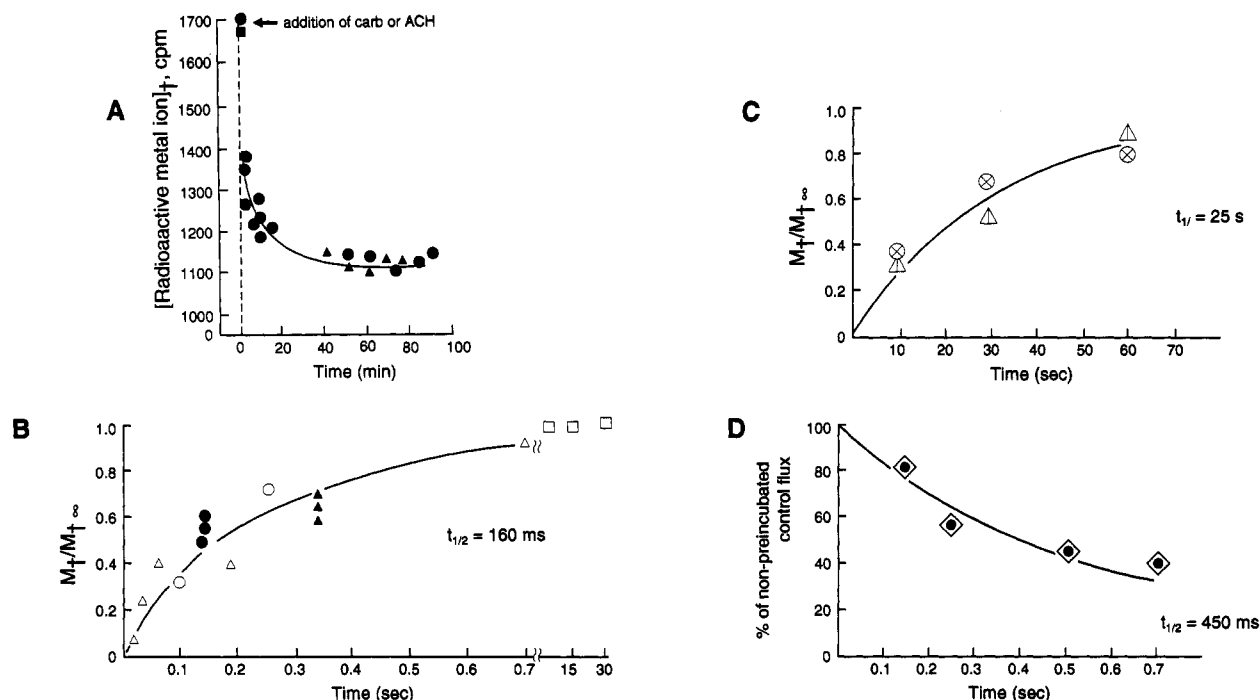 A
[Radioaactive metal ion]†, cpm
1700
1600
1500
1400
1300
1200
1100
1000
0
addition of carb or ACH
0 20 40 60 80 100
Time (min)
C
M†/M† ∞
1.0
0.8
0.6
0.4
0.2
0
t1/ = 25 s
10 20 30 40 50 60 70
Time (sec)
B
M†/M† ∞
1.0
0.8
0.6
0.4
0.2
0
t1/2 = 160 ms
0.1 0.2 0.3 0.4 0.5 0.6 0.7 15 30
Time (sec)
D
% of non-preincubated
control flux
100
80
60
40
20
0
t1/2 = 450 ms
0.1 0.2 0.3 0.4 0.5 0.6 0.7
Time (sec)